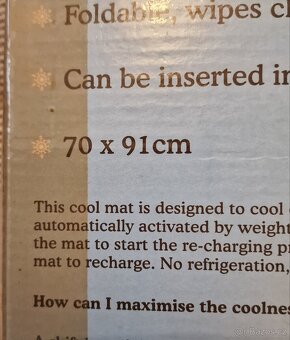 Foldable, wipes cl
Can be inserted in
70 x 91cm
This cool mat is designed to cool
automatically activated by weight
the mat to start the re-charging pr
mat to recharge. No refrigeration,
How can I maximise the coolnes